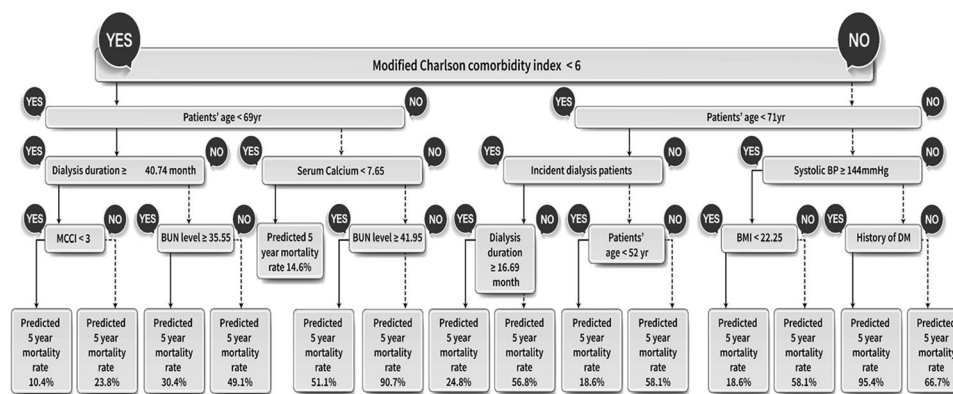 YES
NO
Modified Charlson comorbidity index < 6
YES
NO
YES
NO
Patients' age < 69yr
Patients' age < 71yr
YES
NO
YES
NO
YES
NO
YES
NO
Dialysis duration ≥ 40.74 month
Serum Calcium < 7.65
Incident dialysis patients
Systolic BP ≥ 144mmHg
YES
NO
YES
NO
YES
NO
YES
NO
YES
NO
YES
NO
YES
NO
MCCI < 3
BUN level ≥ 35.55
Predicted 5
year mortality
rate 14.6%
BUN level ≥ 41.95
Dialysis
duration
≥ 16.69
month
Patients'
age < 52 yr
BMI < 22.25
History of DM
Predicted
5 year
mortality
rate
10.4%
Predicted
5 year
mortality
rate
23.8%
Predicted
5 year
mortality
rate
30.4%
Predicted
5 year
mortality
rate
49.1%
Predicted
5 year
mortality
rate
51.1%
Predicted
5 year
mortality
rate
90.7%
Predicted
5 year
mortality
rate
24.8%
Predicted
5 year
mortality
rate
56.8%
Predicted
5 year
mortality
rate
18.6%
Predicted
5 year
mortality
rate
58.1%
Predicted
5 year
mortality
rate
18.6%
Predicted
5 year
mortality
rate
58.1%
Predicted
5 year
mortality
rate
95.4%
Predicted
5 year
mortality
rate
66.7%